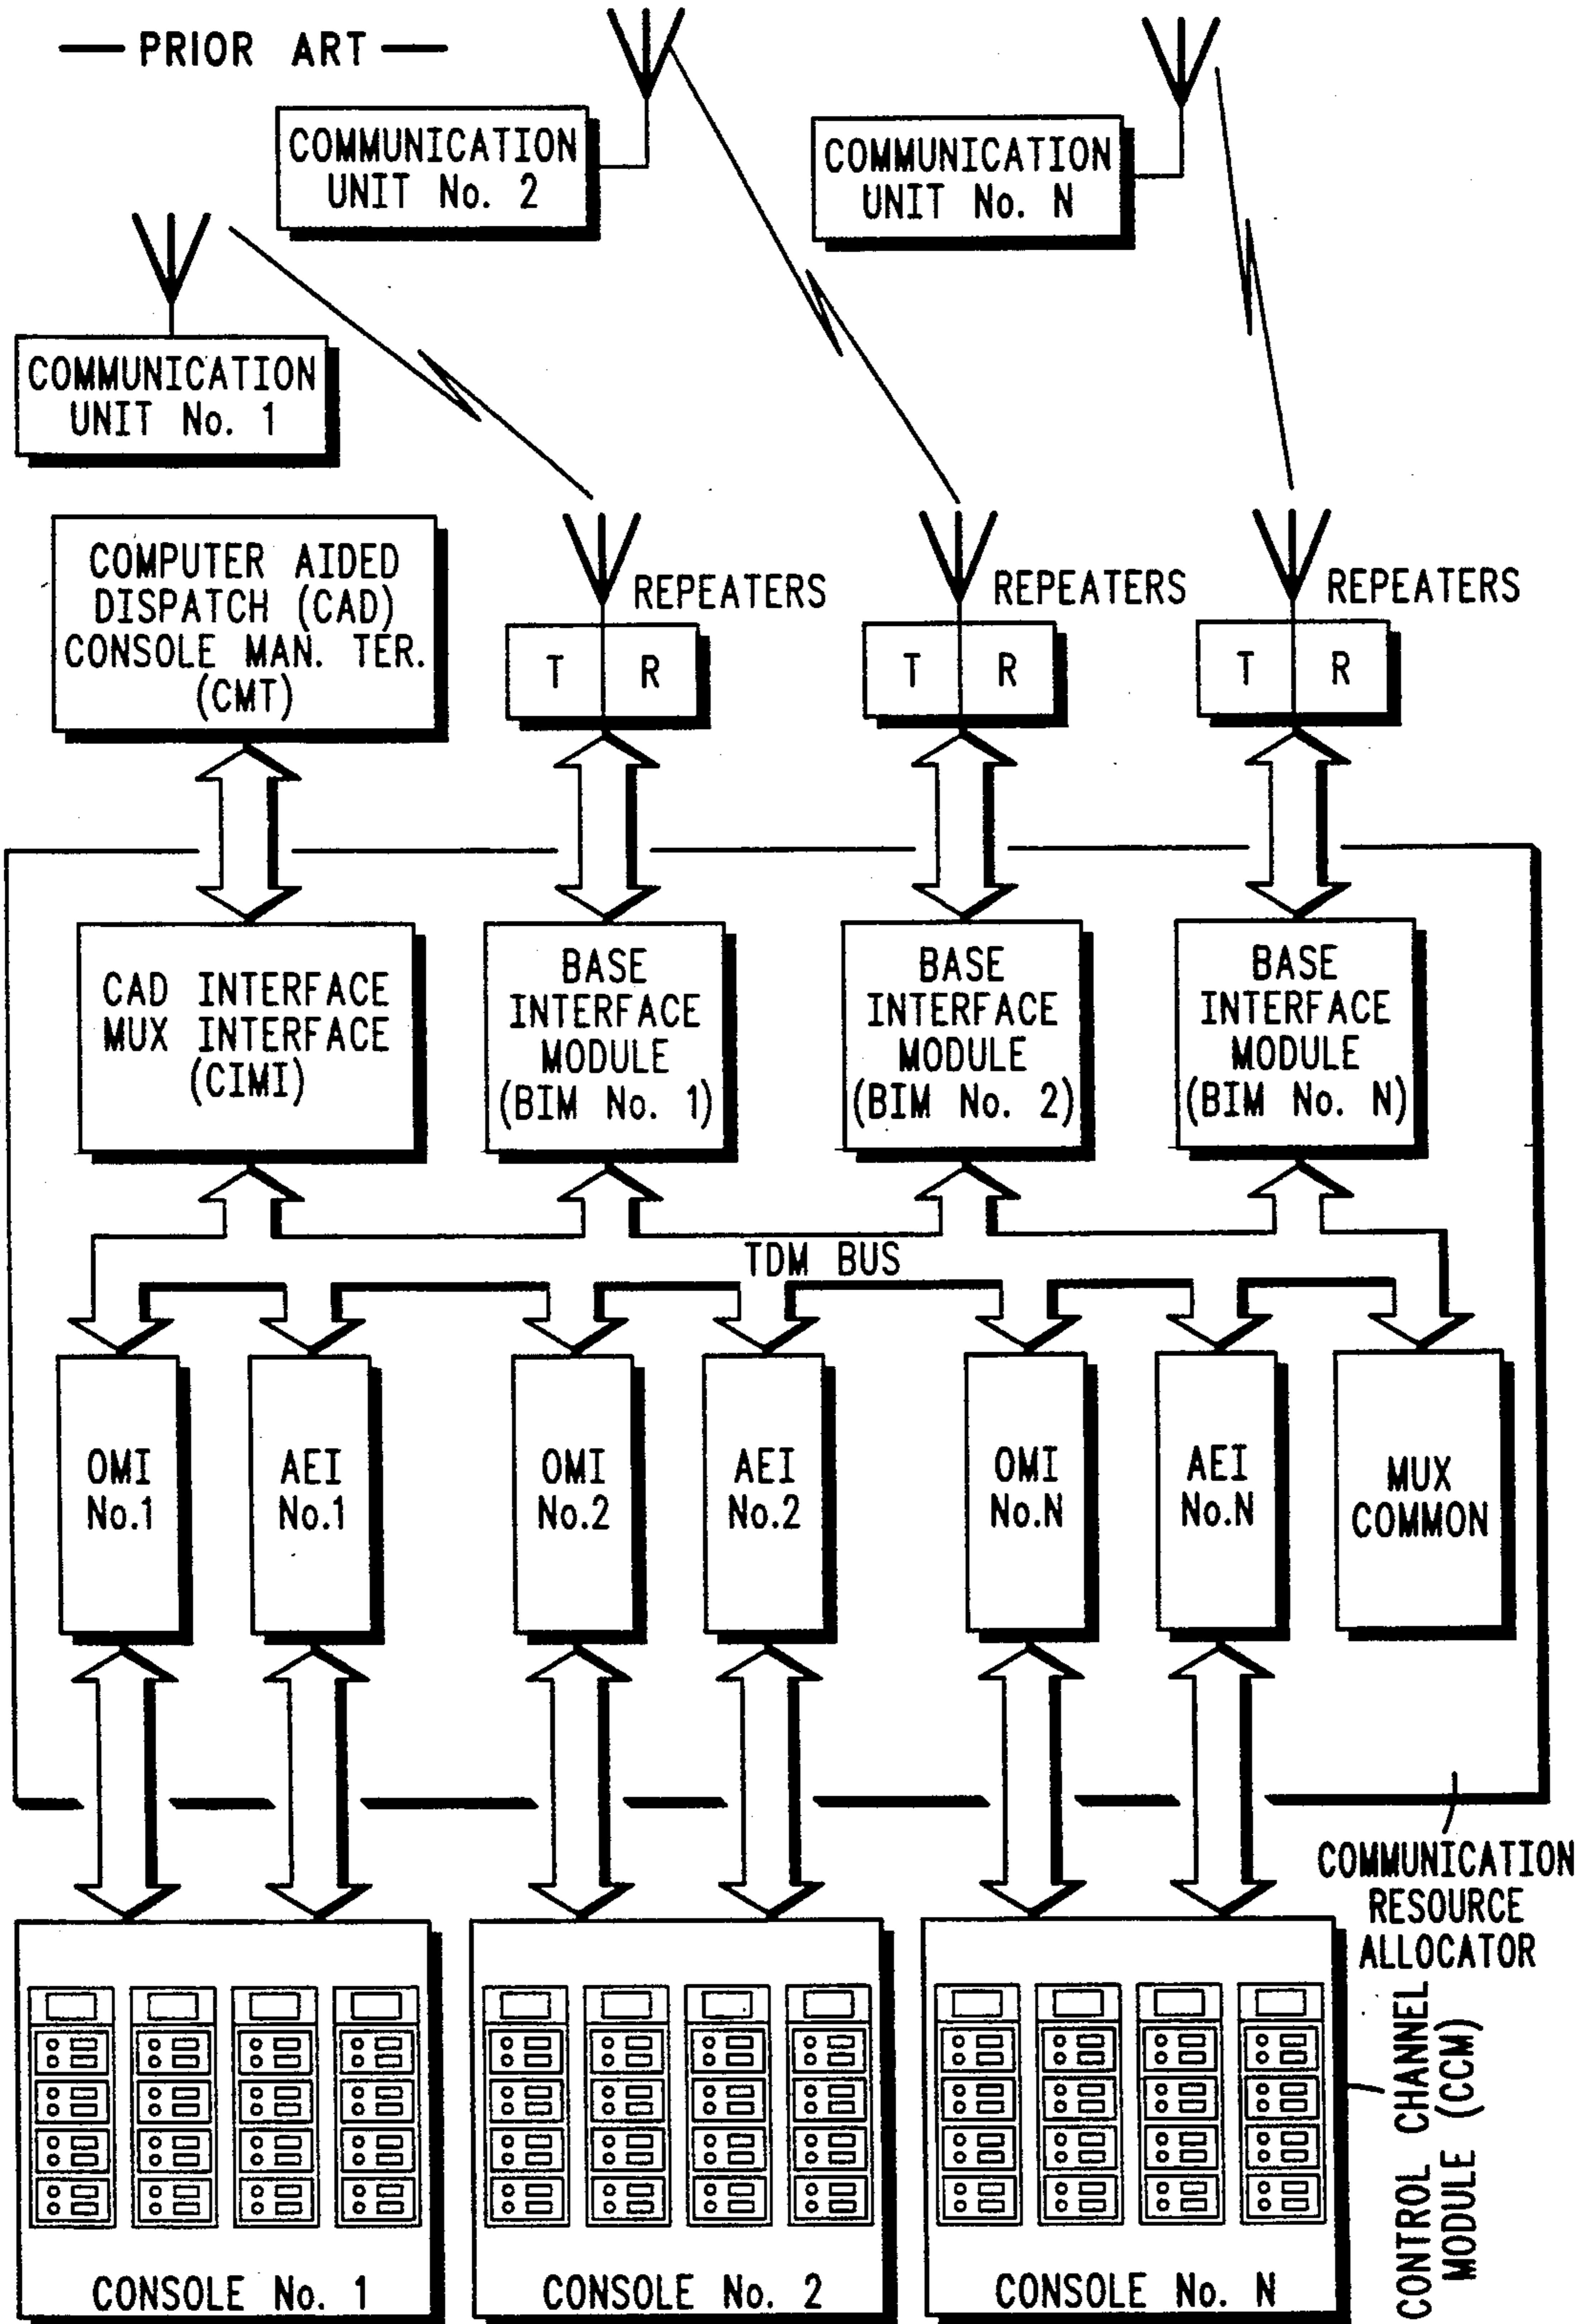 PRIOR ART
COMMUNICATION
UNIT No. 2
COMMUNICATION
UNIT No. N
COMMUNICATION
UNIT No. 1
COMPUTER AIDED
DISPATCH (CAD)
CONSOLE MAN. TER.
(CMT)
REPEATERS
T R
REPEATERS
T R
REPEATERS
T R
CAD INTERFACE
MUX INTERFACE
(CIMI)
BASE
INTERFACE
MODULE
(BIM No. 1)
BASE
INTERFACE
MODULE
(BIM No. 2)
BASE
INTERFACE
MODULE
(BIM No. N)
TDM BUS
OMI
No.1
AEI
No.1
OMI
No.2
AEI
No.2
OMI
No.N
AEI
No.N
MUX
COMMON
COMMUNICATION
RESOURCE
ALLOCATOR
CONTROL CHANNEL
MODULE (CCM)
CONSOLE No. 1
CONSOLE No. 2
CONSOLE No. N